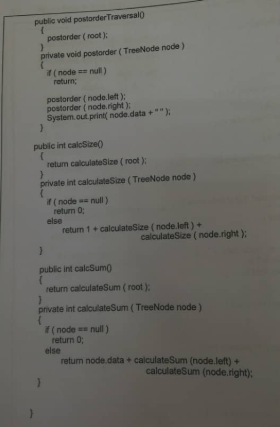 public void postorderTraversal()
{
postorder ( root );
}
private void postorder ( TreeNode node )
{
if ( node == null )
return;
postorder ( node.left );
postorder ( node.right );
System.out.print( node.data + " " );
}
public int calcSize()
{
return calculateSize ( root );
}
private int calculateSize ( TreeNode node )
{
if ( node == null )
return 0;
else
return 1 + calculateSize ( node.left ) +
calculateSize ( node.right );
}
public int calcSum()
{
return calculateSum ( root );
}
private int calculateSum ( TreeNode node )
{
if ( node == null )
return 0;
else
return node.data + calculateSum (node.left) +
calculateSum (node.right);
}
}